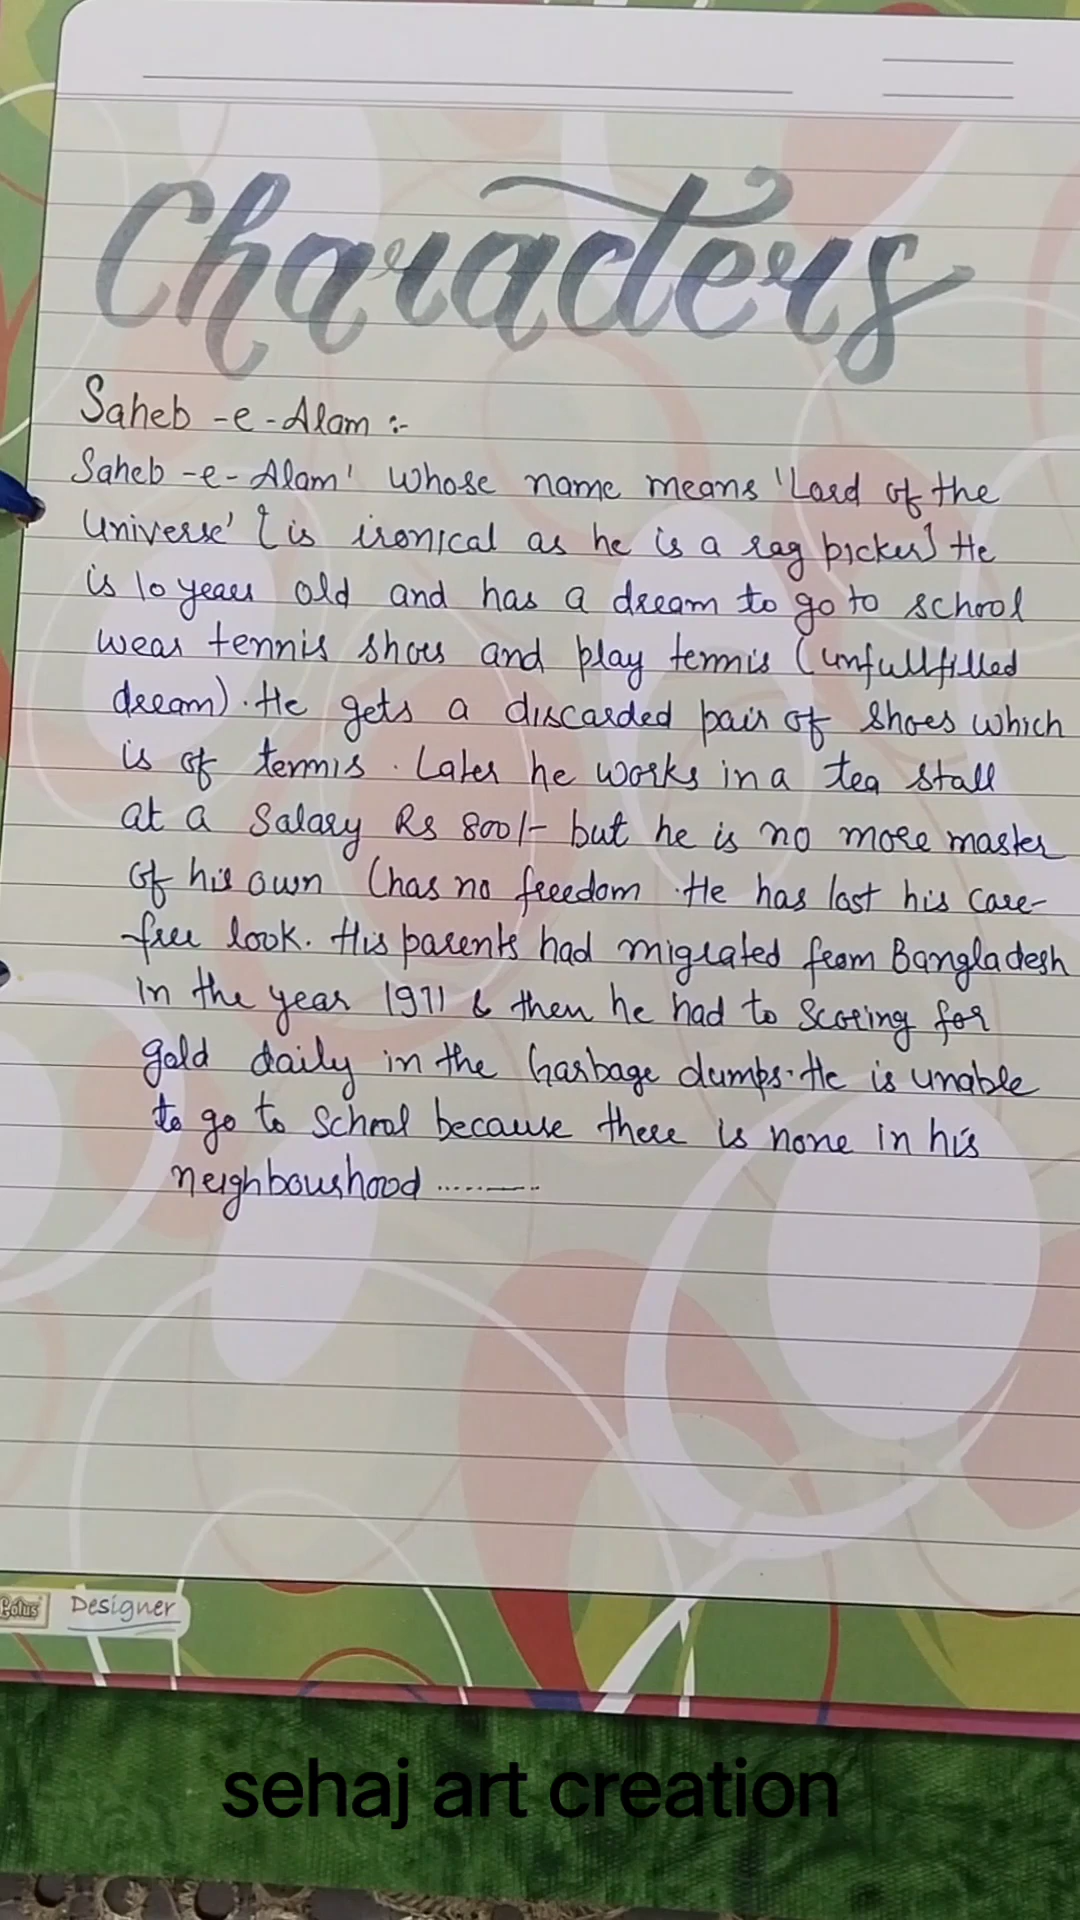 Characters
Saheb -e- Alam :-
Saheb -e- Alam' whose name means 'Lord of the
Universe' [is ironical as he is a rag picker] He
is 10 years old and has a dream to go to school
wear tennis shoes and play tennis (unfullfilled
dream). He gets a discarded pair of shoes which
is of tennis. Later he works in a tea stall
at a salary Rs 800/- but he is no more master
of his own (has no freedom. He has lost his care-
free look. His parents had migrated from Bangladesh
in the year 1971 & then he had to scoring for
gold daily in the Garbage dumps. He is unable
to go to school because there is none in his
neighbourhood ..........
Lotus Designer
sehaj art creation